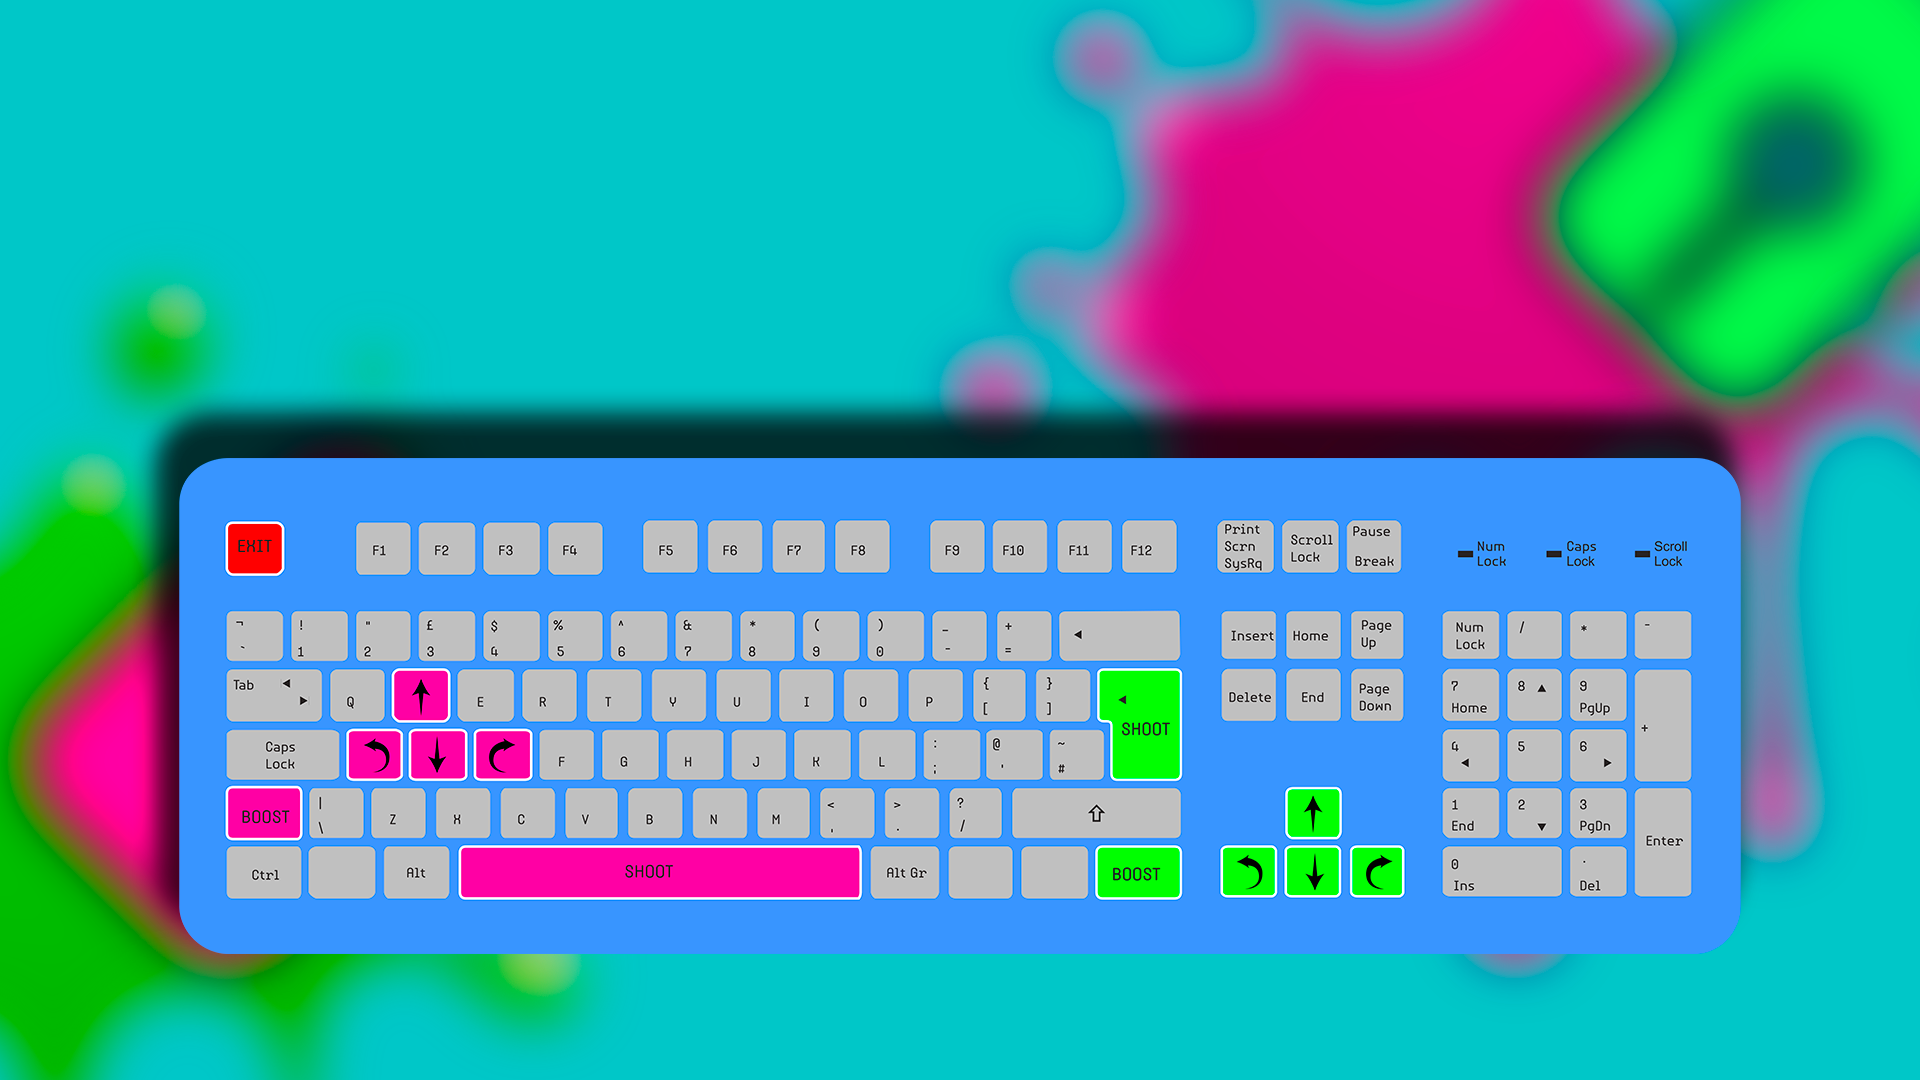 EXIT
F1
F2
F3
F4
F5
F6
F7
F8
F9
F10
F11
F12
Print
Scrn
SysRq
Scroll
Lock
Pause
Break
Num
Lock
Caps
Lock
Scroll
Lock
¬
`
!
1
"
2
£
3
$
4
%
5
^
6
&
7
*
8
(
9
)
0
_
-
+
=
Insert
Home
Page
Up
Num
Lock
/
*
-
Tab
Q
E
R
T
Y
U
I
O
P
{
[
}
]
SHOOT
Delete
End
Page
Down
7
Home
8
9
PgUp
+
Caps
Lock
F
G
H
J
K
L
:
;
@
'
~
#
4
5
6
BOOST
|
\
Z
X
C
V
B
N
M
<
,
>
.
?
/
1
End
2
3
PgDn
Enter
Ctrl
Alt
SHOOT
Alt Gr
BOOST
0
Ins
.
Del